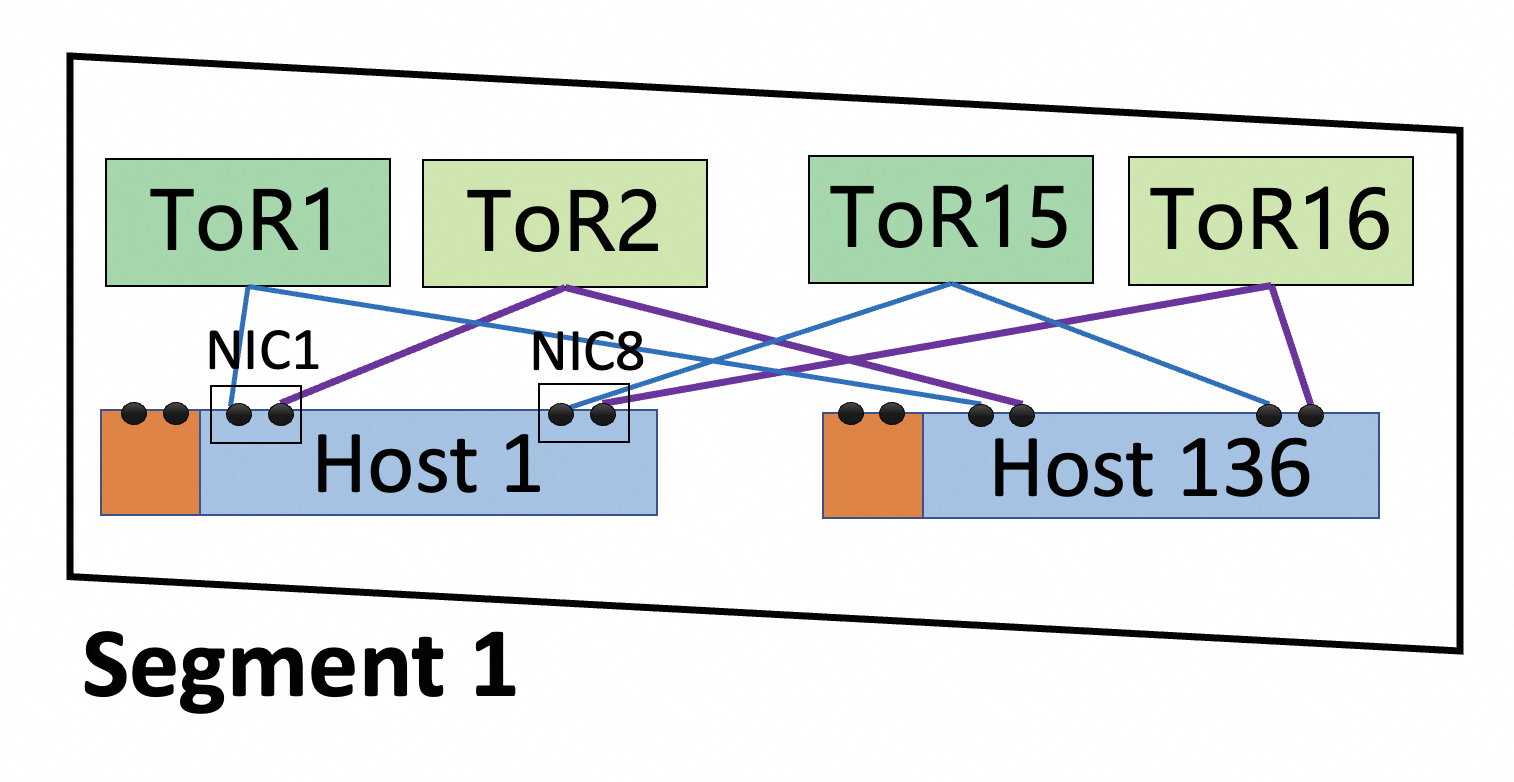 ToR1
ToR2
ToR15
ToR16
NIC1
NIC8
Host 1
Host 136
Segment 1